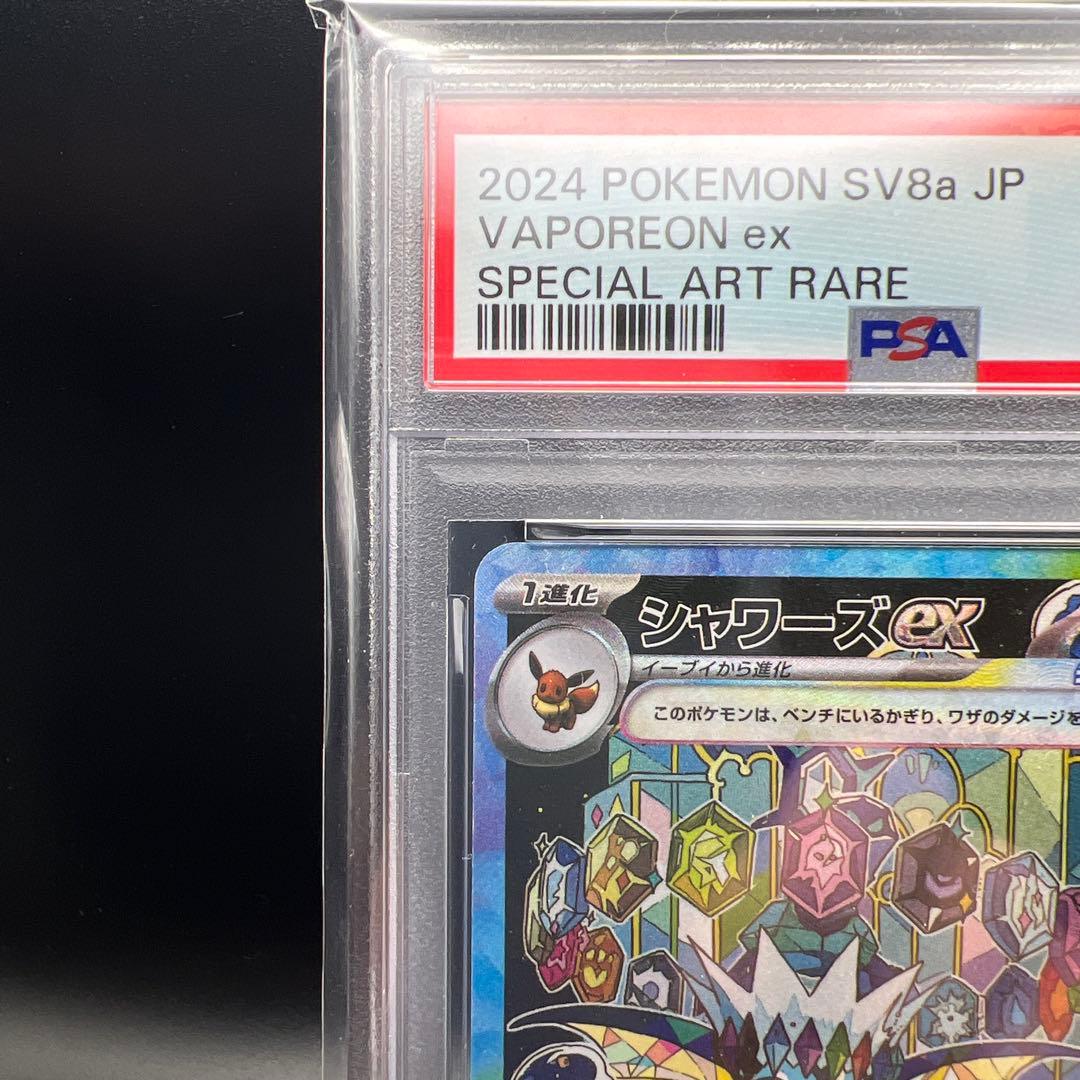 2024 POKEMON SV8a JP
VAPOREON ex
SPECIAL ART RARE
PSA
1進化
シャワーズex
イーブイから進化
このポケモンは、ベンチにいるかぎり、ワザのダメージを